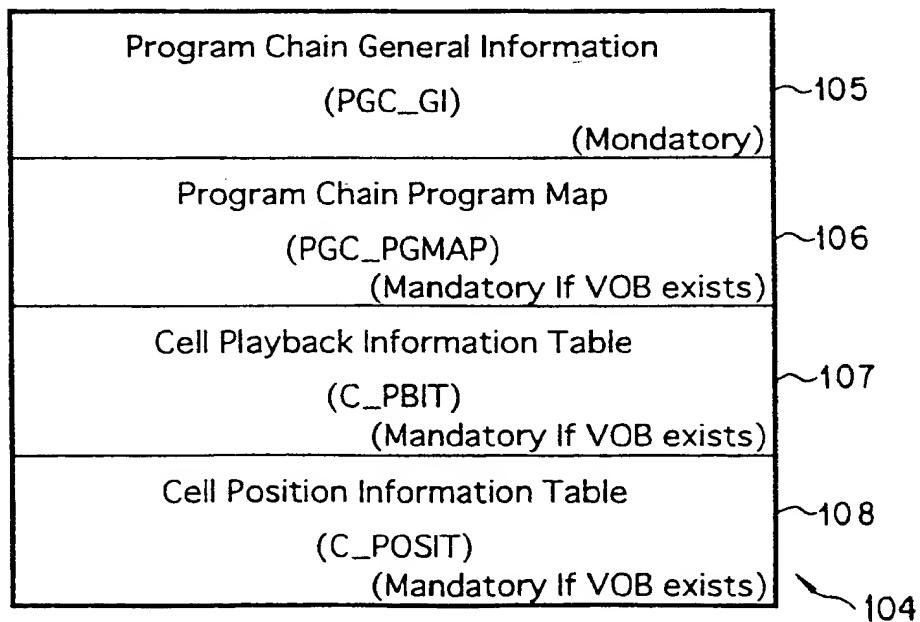 Program Chain General Information
(PGC_GI)
(Mondatory)
105
Program Chain Program Map
(PGC_PGMAP)
(Mandatory If VOB exists)
106
Cell Playback Information Table
(C_PBIT)
(Mandatory If VOB exists)
107
Cell Position Information Table
(C_POSIT)
(Mandatory If VOB exists)
108
104